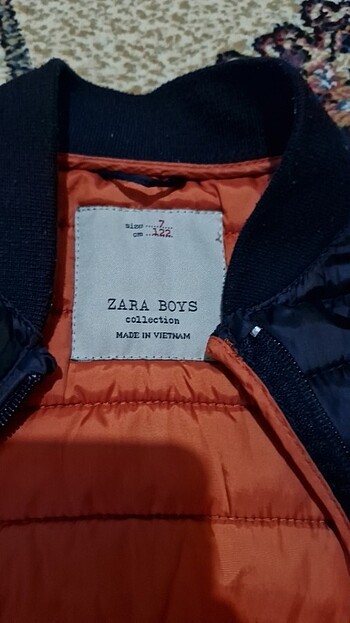 size.....7....
cm ...122
ZARA BOYS
collection
MADE IN VIETNAM